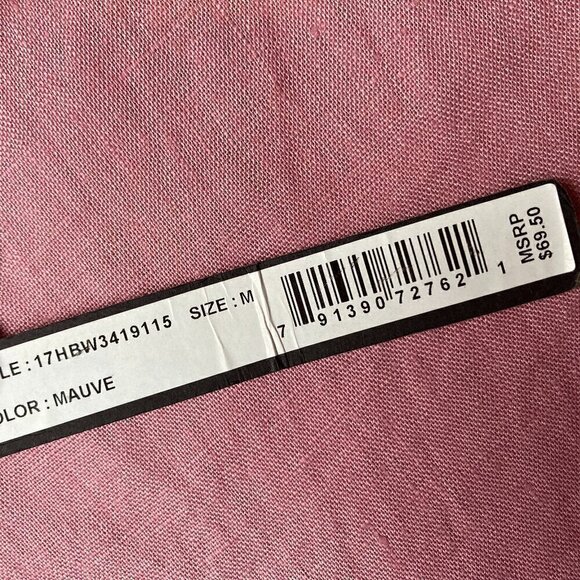 LE : 17HBW3419115 SIZE : M
OLOR : MAUVE
7 91390 72762 1
MSRP
$69.50